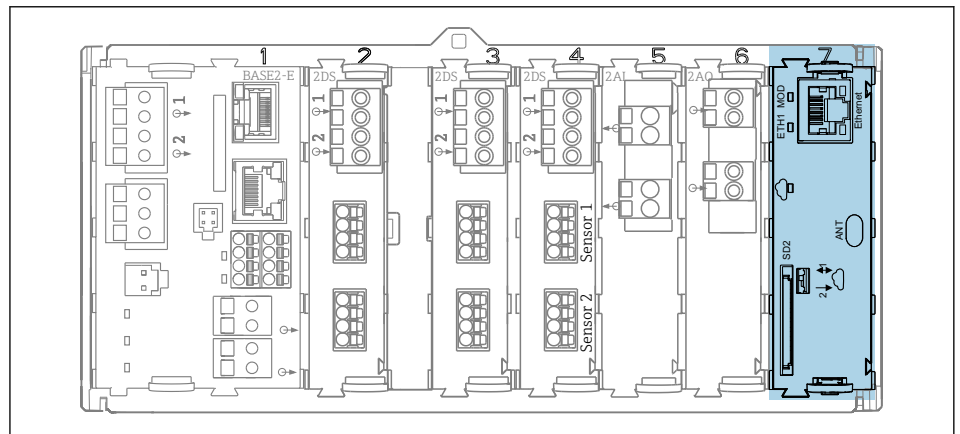 1 2 3 4 5 6 7
BASE2-E 2DS 2DS 2DS 2AI 2AO
1 1 1 1
2 2 2 2
ETH1 MOD
Ethernet
Sensor 1
ANT
SD2
1
2
Sensor 2